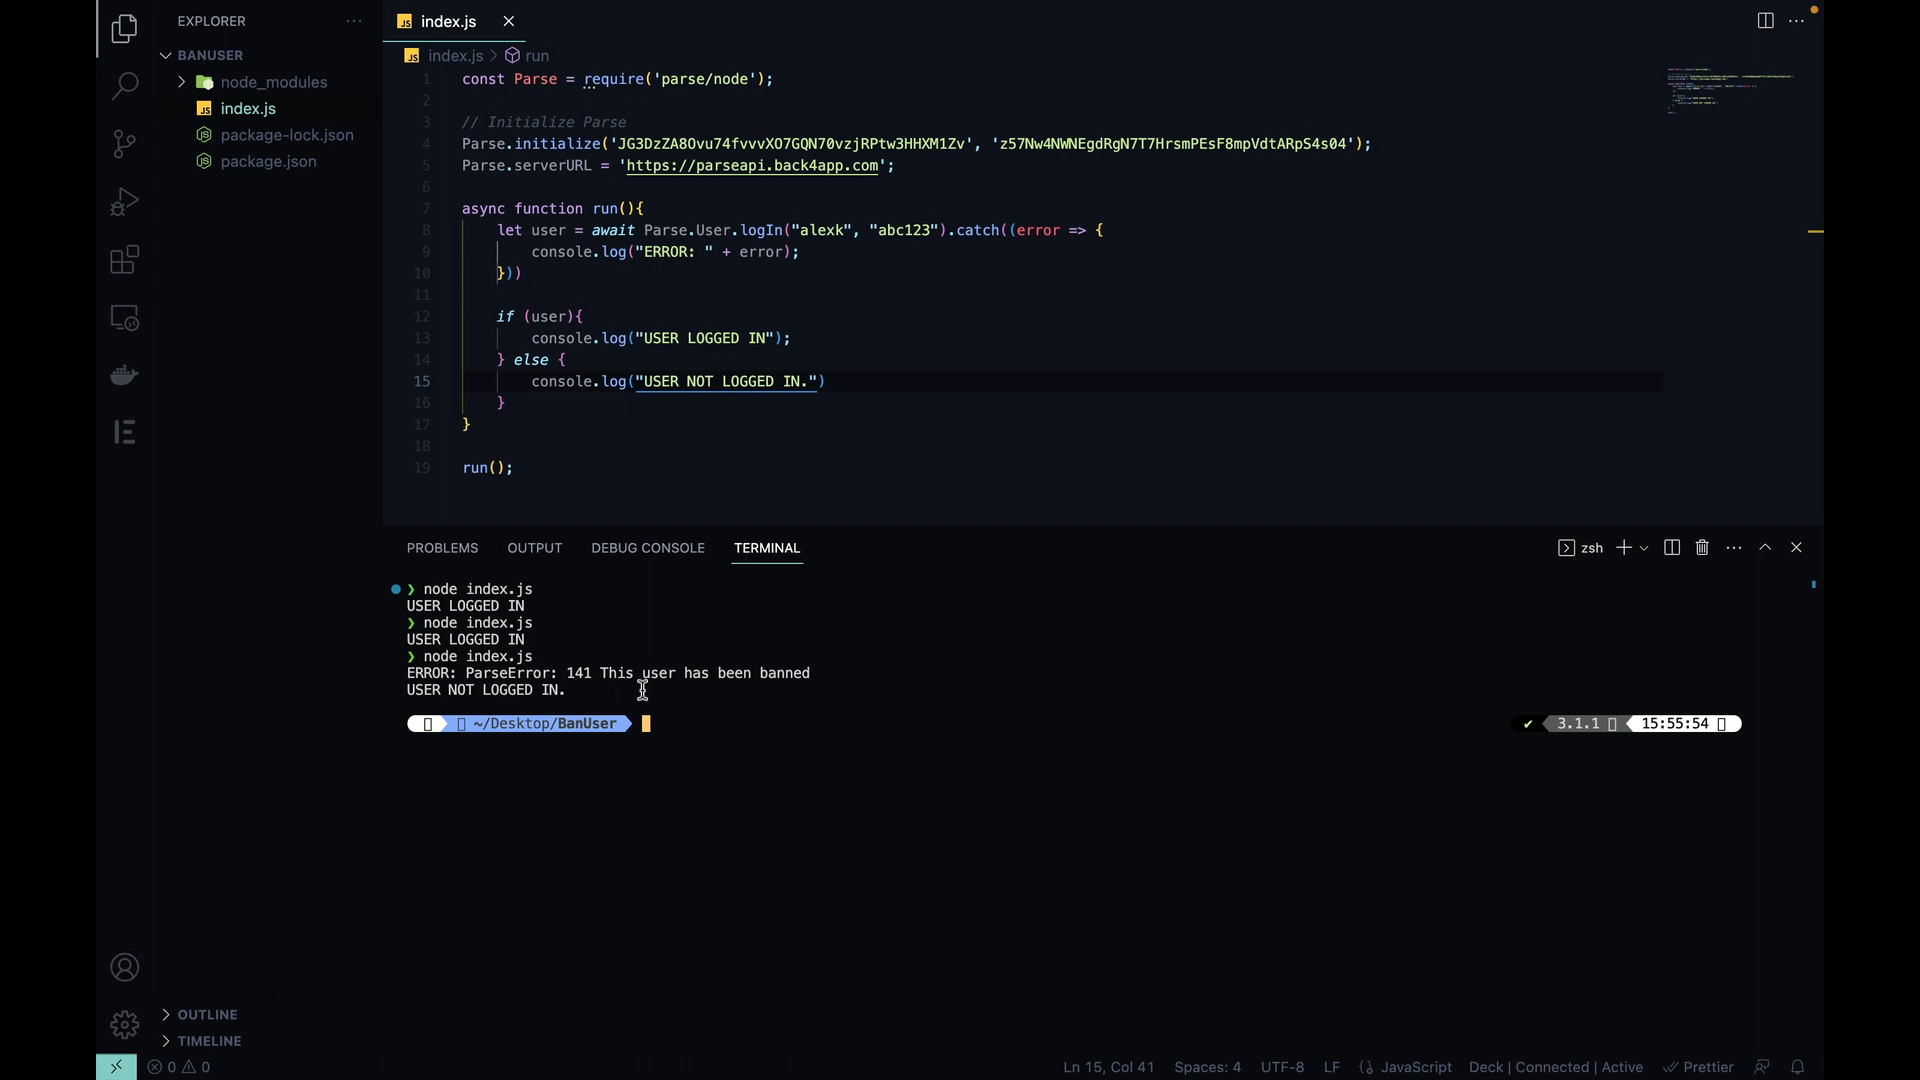 EXPLORER
BANUSER
node_modules
index.js
package-lock.json
package.json
OUTLINE
TIMELINE
JS index.js
JS index.js > run
1 const Parse = require('parse/node');
2
3 // Initialize Parse
4 Parse.initialize('JG3DzZA8Ovu74fvvvXO7GQN70vzjRPtw3HHXM1Zv', 'z57Nw4NWNEgdRgN7T7HrsmPEsF8mpVdtARpS4s04');
5 Parse.serverURL = 'https://parseapi.back4app.com';
6
7 async function run(){
8 let user = await Parse.User.logIn("alexk", "abc123").catch((error => {
9 console.log("ERROR: " + error);
10 }))
11
12 if (user){
13 console.log("USER LOGGED IN");
14 } else {
15 console.log("USER NOT LOGGED IN.")
16 }
17 }
18
19 run();
PROBLEMS OUTPUT DEBUG CONSOLE TERMINAL zsh
❯ node index.js
USER LOGGED IN
❯ node index.js
USER LOGGED IN
❯ node index.js
ERROR: ParseError: 141 This user has been banned
USER NOT LOGGED IN.
~/Desktop/BanUser ✔ 3.1.1 15:55:54
0 0 Ln 15, Col 41 Spaces: 4 UTF-8 LF JavaScript Deck | Connected | Active Prettier